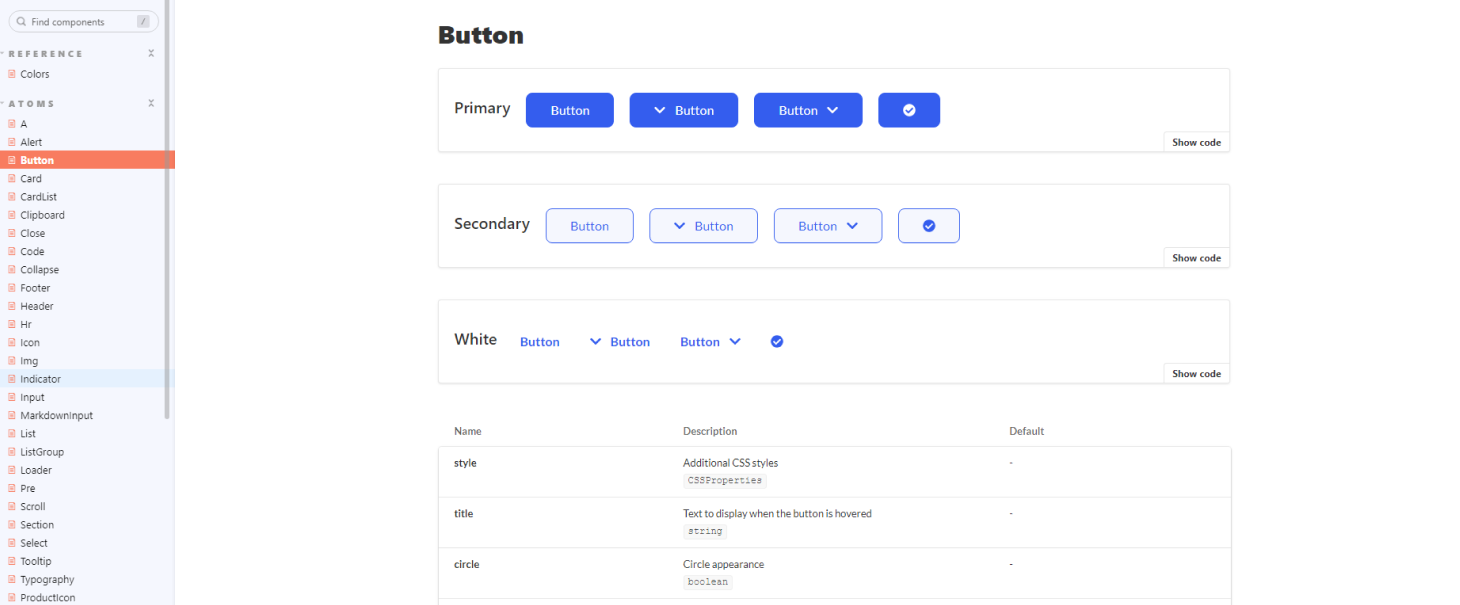 Find components /
REFERENCE
Colors
ATOMS
A
Alert
Button
Card
CardList
Clipboard
Close
Code
Collapse
Footer
Header
Hr
Icon
Img
Indicator
Input
MarkdownInput
List
ListGroup
Loader
Pre
Scroll
Section
Select
Tooltip
Typography
ProductIcon
Button
Primary Button Button Button
Show code
Secondary Button Button Button
Show code
White Button Button Button
Show code
Name Description Default
style Additional CSS styles -
CSSProperties
title Text to display when the button is hovered -
string
circle Circle appearance -
boolean